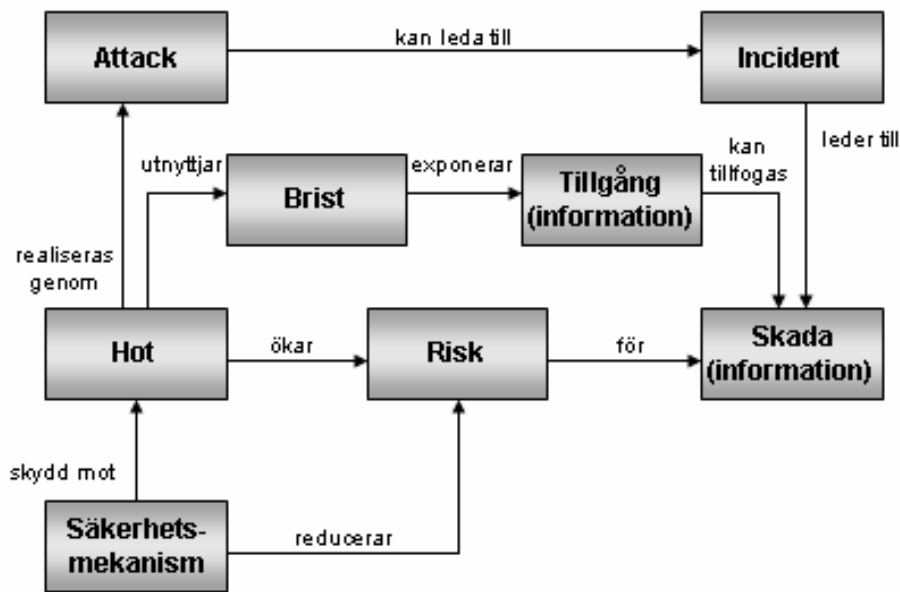 kan leda till
Attack
Incident
utnyttjar
exponerar
kan
tillfogas
leder till
Brist
Tillgång
(information)
realiseras
genom
Hot
ökar
Risk
för
Skada
(information)
skydd mot
Säkerhets-
mekanism
reducerar